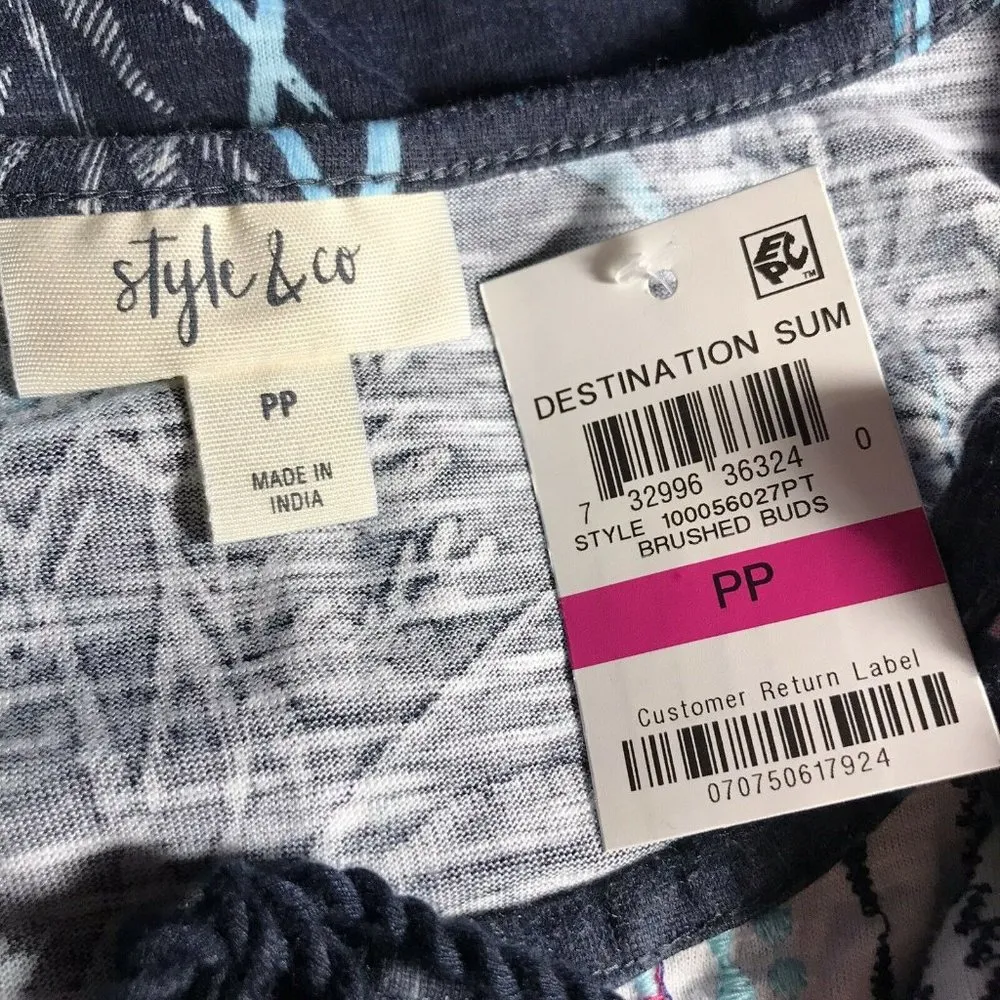 style & co
PP
MADE IN
INDIA
EPC TM
DESTINATION SUM
7 32996 36324 0
STYLE 100056027PT
BRUSHED BUDS
PP
Customer Return Label
070750617924